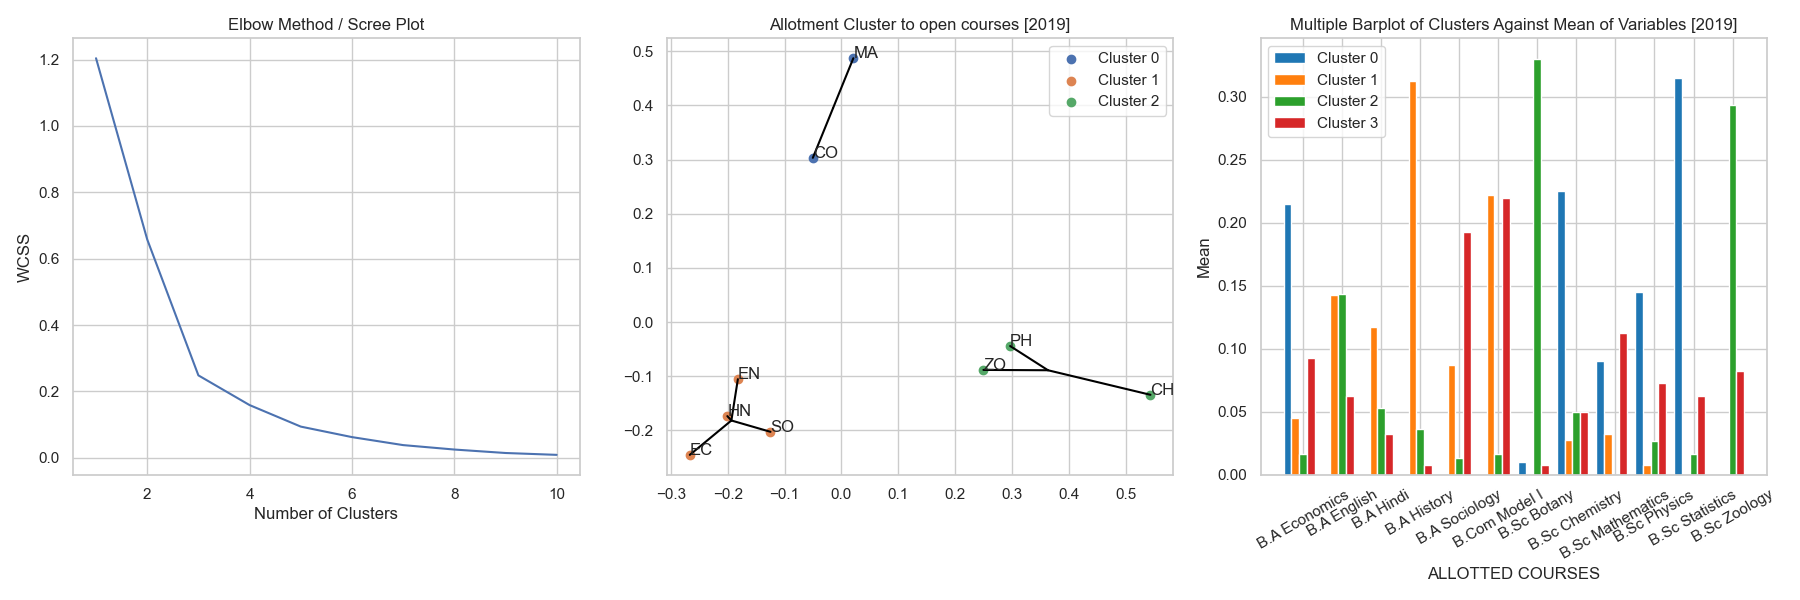 Elbow Method / Scree Plot
WCSS
1.2
1.0
0.8
0.6
0.4
0.2
0.0
2 4 6 8 10
Number of Clusters
Allotment Cluster to open courses [2019]
0.5
0.4
0.3
0.2
0.1
0.0
−0.1
−0.2
−0.3 −0.2 −0.1 0.0 0.1 0.2 0.3 0.4 0.5
Cluster 0
Cluster 1
Cluster 2
MA
CO
PH
ZO
CH
EN
HN
SO
EC
Multiple Barplot of Clusters Against Mean of Variables [2019]
Mean
0.30
0.25
0.20
0.15
0.10
0.05
0.00
Cluster 0
Cluster 1
Cluster 2
Cluster 3
B.A Economics
B.A English
B.A Hindi
B.A History
B.A Sociology
B.Com Model I
B.Sc Botany
B.Sc Chemistry
B.Sc Mathematics
B.Sc Physics
B.Sc Statistics
B.Sc Zoology
ALLOTTED COURSES